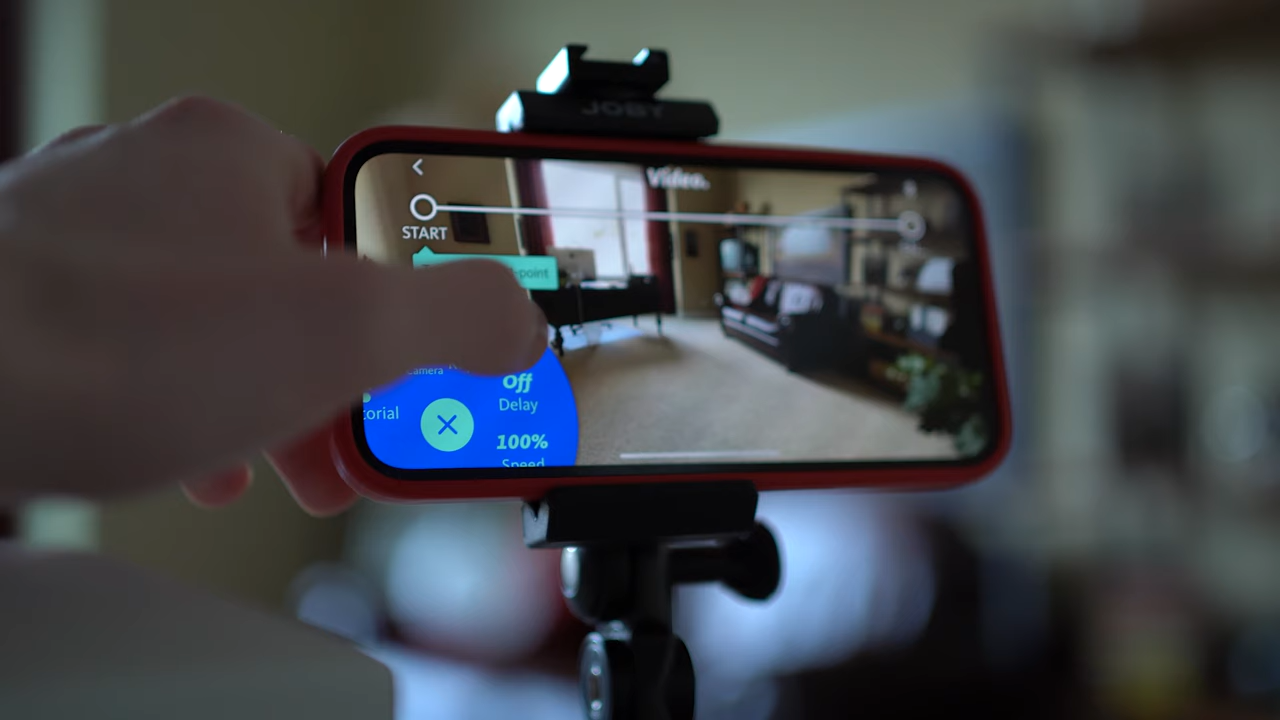 JOBY
Video.
START
-point
Camera
Off
Delay
torial
100%
Speed